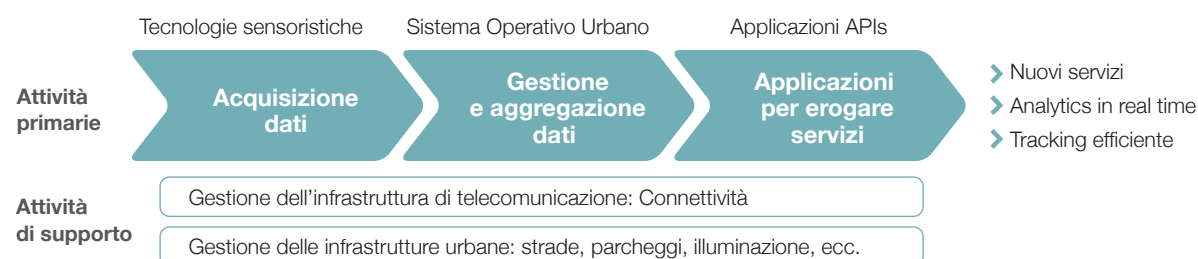 Tecnologie sensoristiche
Sistema Operativo Urbano
Applicazioni APIs
Attività
primarie
Acquisizione
dati
Gestione
e aggregazione
dati
Applicazioni
per erogare
servizi
Nuovi servizi
Analytics in real time
Tracking efficiente
Attività
di supporto
Gestione dell'infrastruttura di telecomunicazione: Connettività
Gestione delle infrastrutture urbane: strade, parcheggi, illuminazione, ecc.